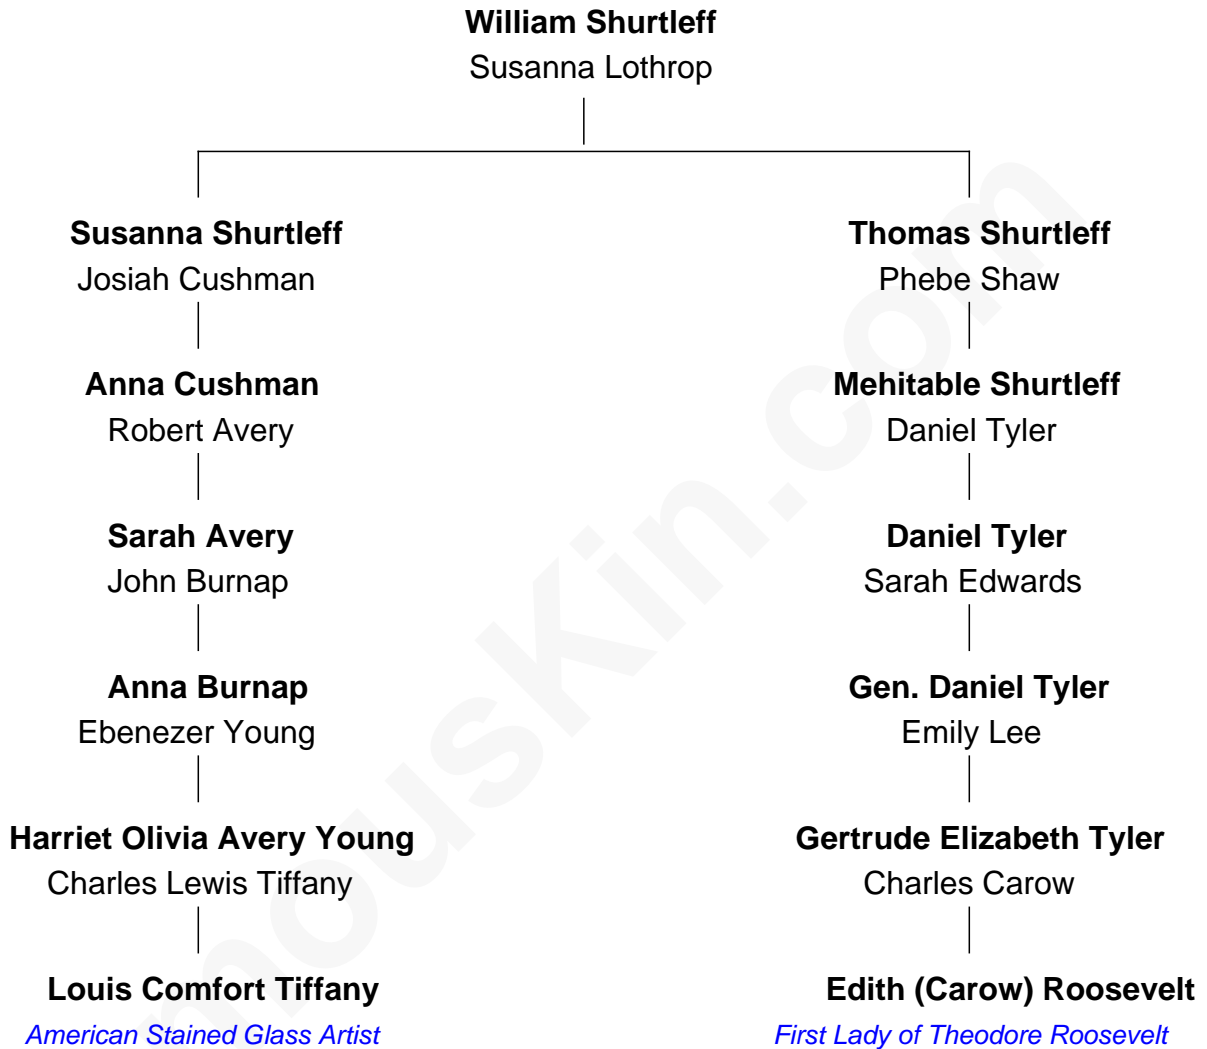 William Shurtleff
Susanna Lothrop
Susanna Shurtleff
Josiah Cushman
Anna Cushman
Robert Avery
Sarah Avery
John Burnap
Anna Burnap
Ebenezer Young
Harriet Olivia Avery Young
Charles Lewis Tiffany
Louis Comfort Tiffany
American Stained Glass Artist
Thomas Shurtleff
Phebe Shaw
Mehitable Shurtleff
Daniel Tyler
Daniel Tyler
Sarah Edwards
Gen. Daniel Tyler
Emily Lee
Gertrude Elizabeth Tyler
Charles Carow
Edith (Carow) Roosevelt
First Lady of Theodore Roosevelt
mousKin.com